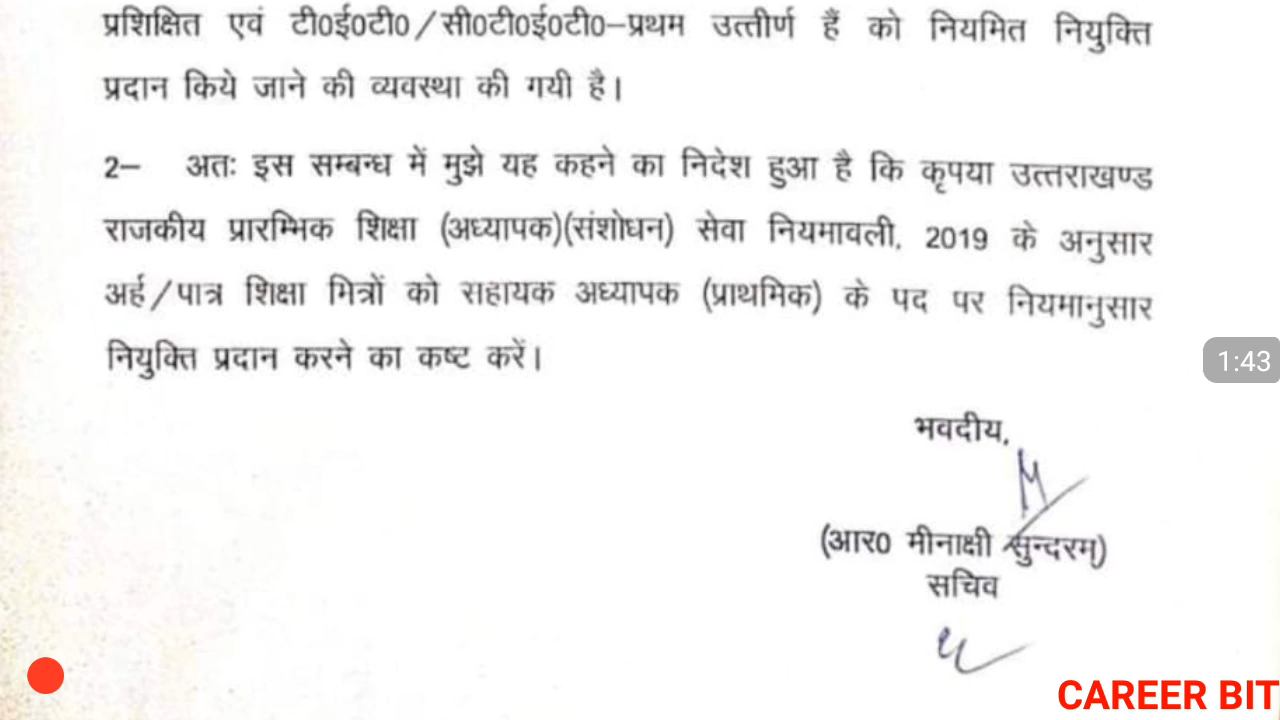 प्रशिक्षित एवं टी0ई0टी0/सी0टी0ई0टी0–प्रथम उत्तीर्ण हैं को नियमित नियुक्ति
प्रदान किये जाने की व्यवस्था की गयी है।
2– अतः इस सम्बन्ध में मुझे यह कहने का निदेश हुआ है कि कृपया उत्तराखण्ड
राजकीय प्रारम्भिक शिक्षा (अध्यापक)(संशोधन) सेवा नियमावली, 2019 के अनुसार
अर्ह/पात्र शिक्षा मित्रों को सहायक अध्यापक (प्राथमिक) के पद पर नियमानुसार
नियुक्ति प्रदान करने का कष्ट करें।
1:43
भवदीय,
(आर0 मीनाक्षी सुन्दरम्)
सचिव
CAREER BIT